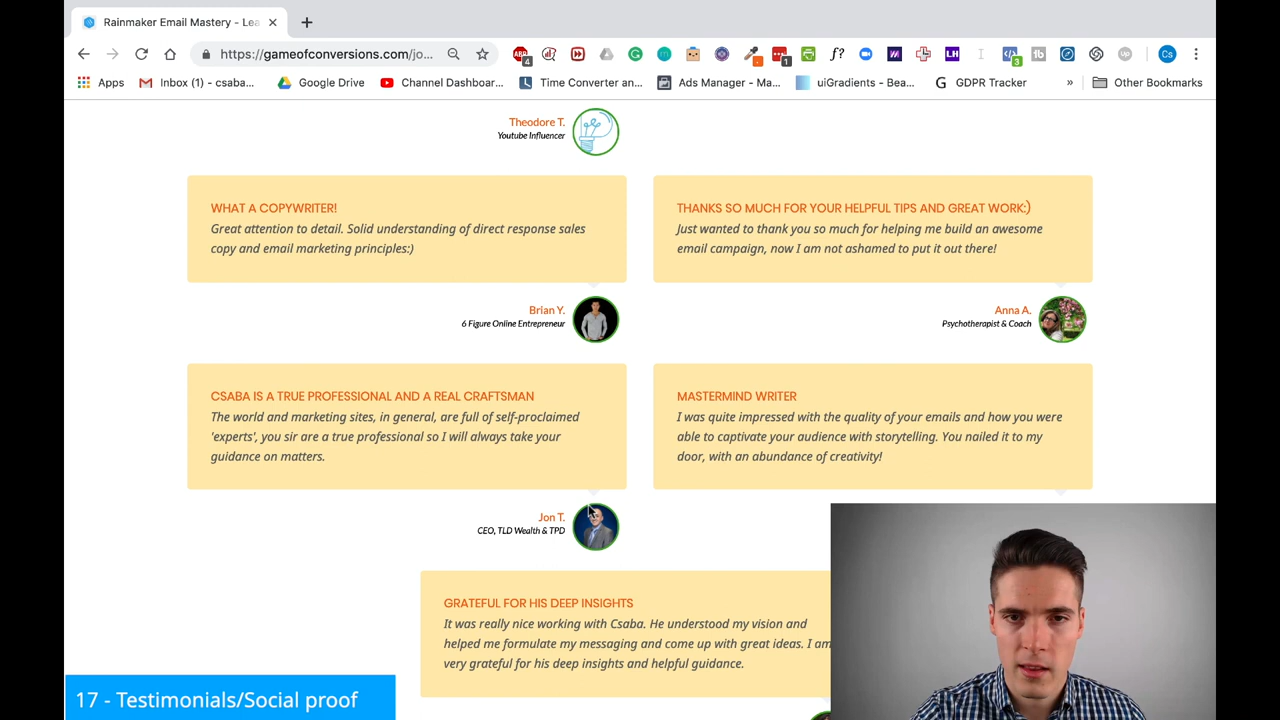 Rainmaker Email Mastery - Lea
https://gameofconversions.com/jo...
Apps
Inbox (1) - csaba...
Google Drive
Channel Dashboar...
Time Converter an...
Ads Manager - Ma...
uiGradients - Bea...
GDPR Tracker
»
Other Bookmarks
Theodore T.
Youtube Influencer
WHAT A COPYWRITER!
Great attention to detail. Solid understanding of direct response sales
copy and email marketing principles:)
Brian Y.
6 Figure Online Entrepreneur
THANKS SO MUCH FOR YOUR HELPFUL TIPS AND GREAT WORK:)
Just wanted to thank you so much for helping me build an awesome
email campaign, now I am not ashamed to put it out there!
Anna A.
Psychotherapist & Coach
CSABA IS A TRUE PROFESSIONAL AND A REAL CRAFTSMAN
The world and marketing sites, in general, are full of self-proclaimed
'experts', you sir are a true professional so I will always take your
guidance on matters.
Jon T.
CEO, TLD Wealth & TPD
MASTERMIND WRITER
I was quite impressed with the quality of your emails and how you were
able to captivate your audience with storytelling. You nailed it to my
door, with an abundance of creativity!
GRATEFUL FOR HIS DEEP INSIGHTS
It was really nice working with Csaba. He understood my vision and
helped me formulate my messaging and come up with great ideas. I am
very grateful for his deep insights and helpful guidance.
17 - Testimonials/Social proof